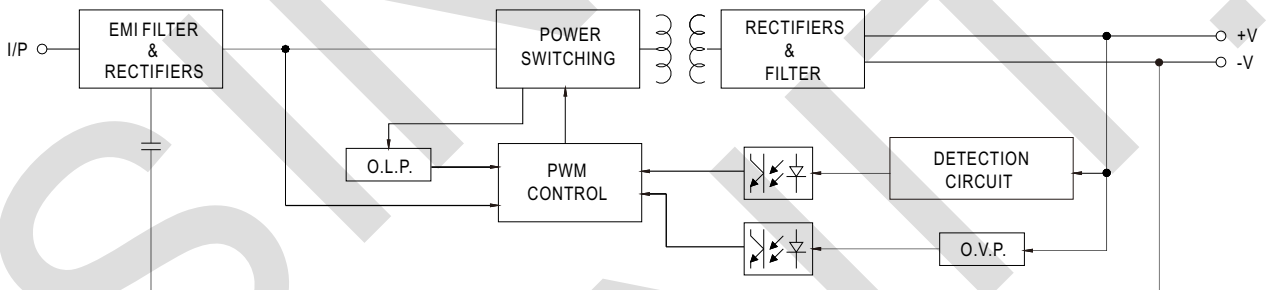 I/P
EMI FILTER
&
RECTIFIERS
POWER
SWITCHING
RECTIFIERS
&
FILTER
+V
-V
O.L.P.
PWM
CONTROL
DETECTION
CIRCUIT
O.V.P.